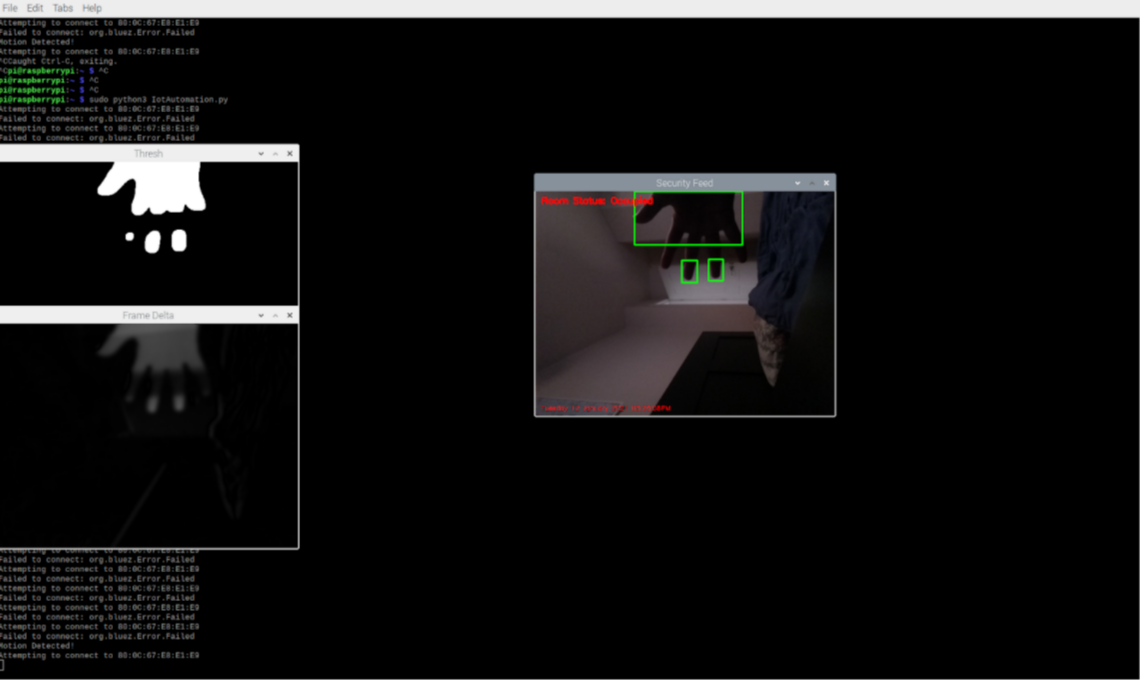 File Edit Tabs Help
Attempting to connect to 80:0C:67:E8:E1:E9
Failed to connect: org.bluez.Error.Failed
Motion Detected!
Attempting to connect to 80:0C:67:E8:E1:E9
^CCaught Ctrl-C, exiting.
^Cpi@raspberrypi:~ $ ^C
pi@raspberrypi:~ $ ^C
pi@raspberrypi:~ $ ^C
pi@raspberrypi:~ $ sudo python3 IotAutomation.py
Attempting to connect to 80:0C:67:E8:E1:E9
Failed to connect: org.bluez.Error.Failed
Attempting to connect to 80:0C:67:E8:E1:E9
Failed to connect: org.bluez.Error.Failed
Thresh
Security Feed
Room Status: Occupied
Frame Delta
Attempting to connect to 80:0C:67:E8:E1:E9
Failed to connect: org.bluez.Error.Failed
Attempting to connect to 80:0C:67:E8:E1:E9
Failed to connect: org.bluez.Error.Failed
Attempting to connect to 80:0C:67:E8:E1:E9
Failed to connect: org.bluez.Error.Failed
Attempting to connect to 80:0C:67:E8:E1:E9
Failed to connect: org.bluez.Error.Failed
Attempting to connect to 80:0C:67:E8:E1:E9
Failed to connect: org.bluez.Error.Failed
Motion Detected!
Attempting to connect to 80:0C:67:E8:E1:E9